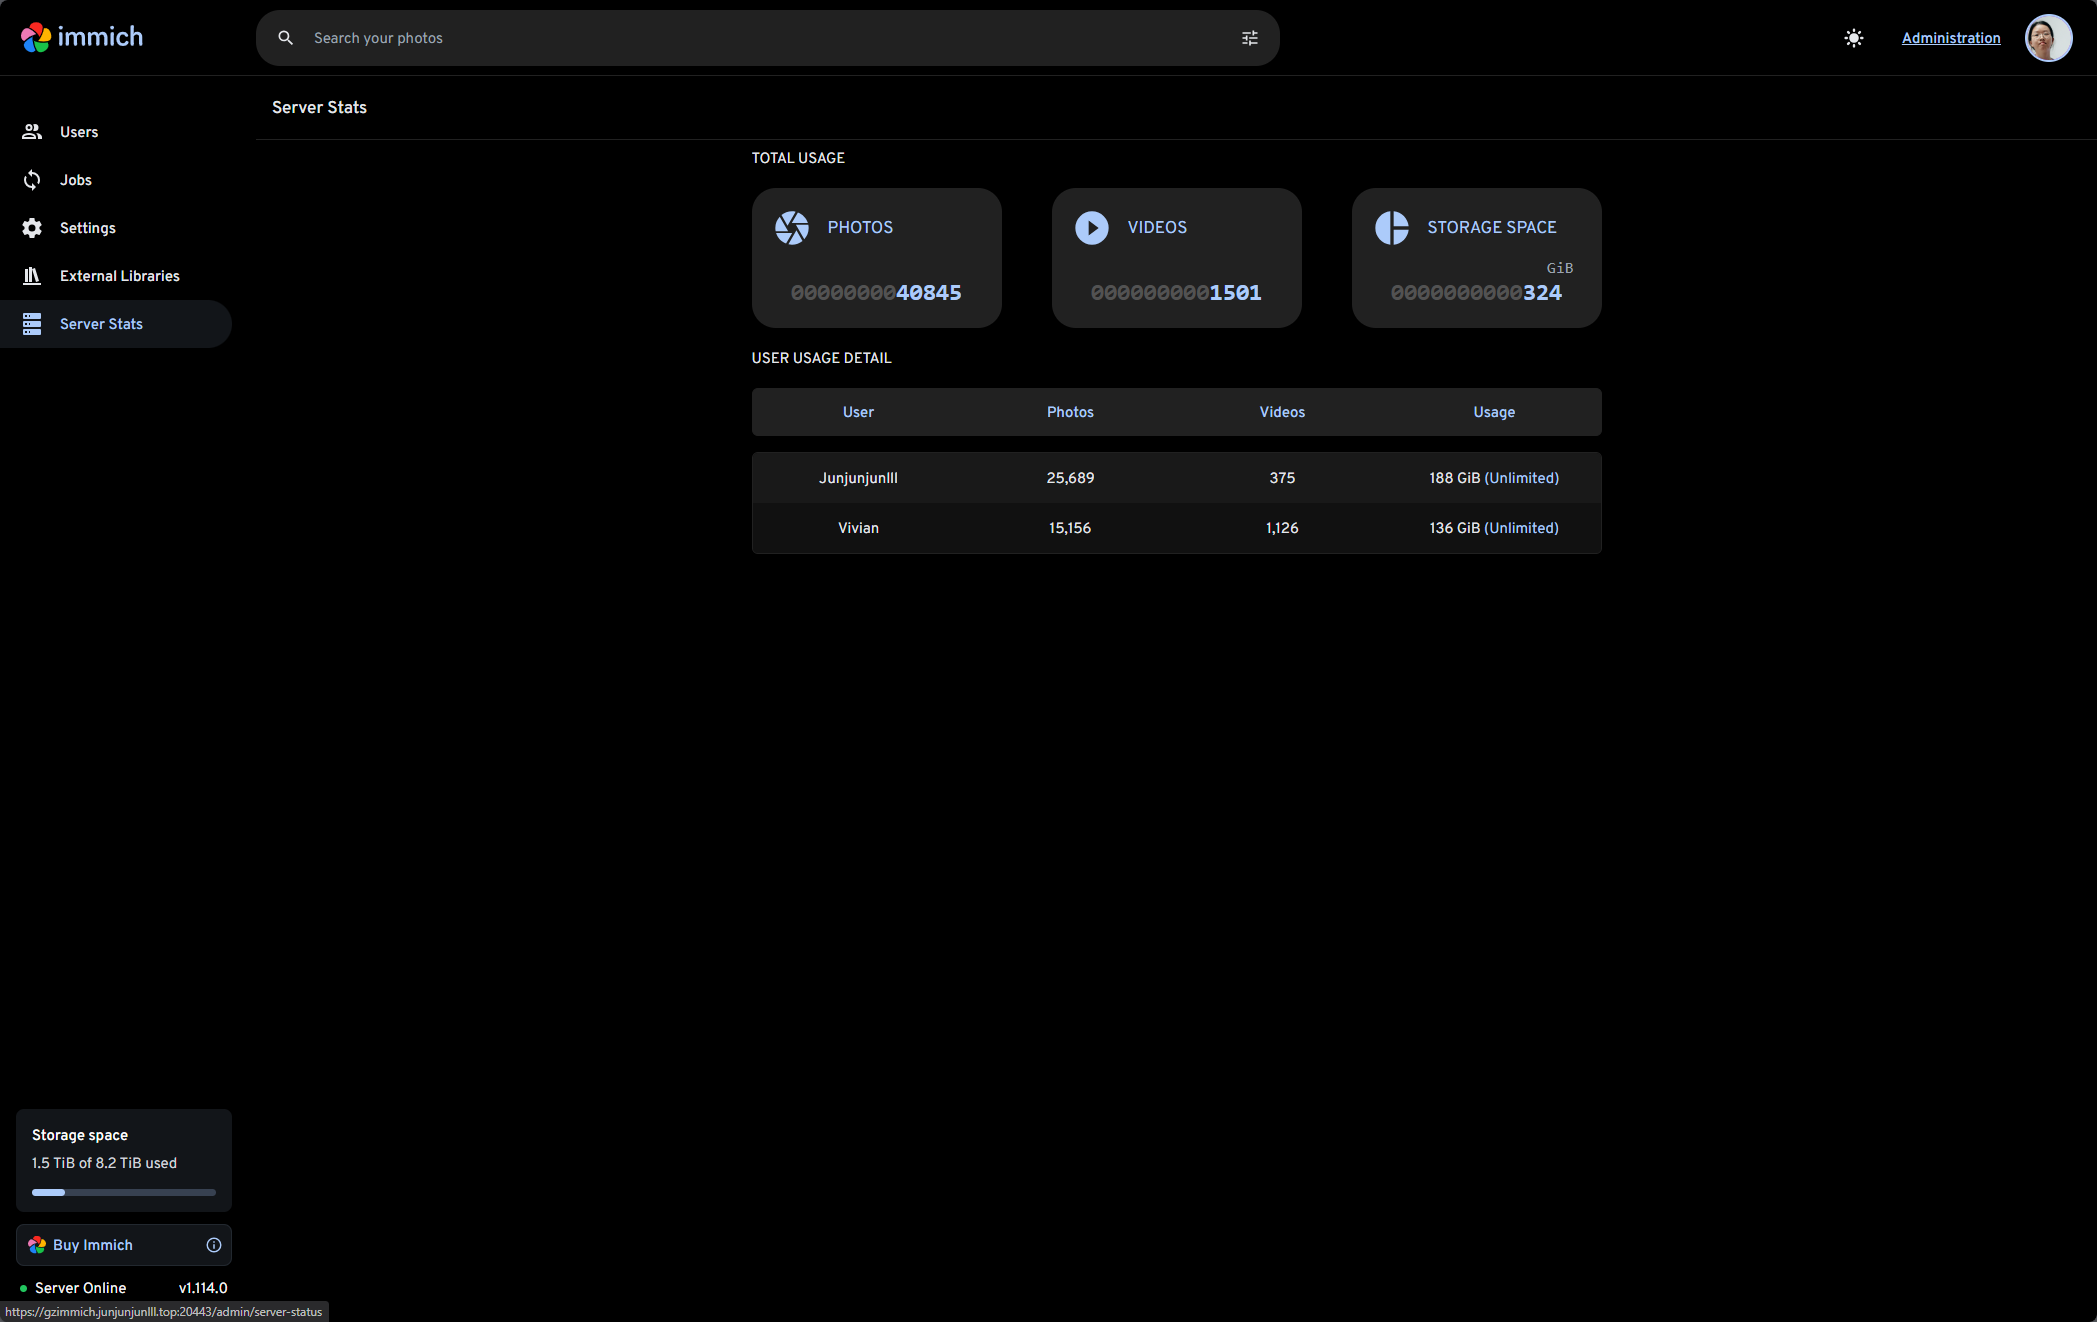 immich
Search your photos
Administration
Users
Jobs
Settings
External Libraries
Server Stats
Server Stats
TOTAL USAGE
PHOTOS
0000000040845
VIDEOS
0000000001501
STORAGE SPACE
GiB
0000000000324
USER USAGE DETAIL
User Photos Videos Usage
Junjunjunlll 25,689 375 188 GiB (Unlimited)
Vivian 15,156 1,126 136 GiB (Unlimited)
Storage space
1.5 TiB of 8.2 TiB used
Buy Immich
Server Online v1.114.0
https://gzimmich.junjunjunlll.top:20443/admin/server-status